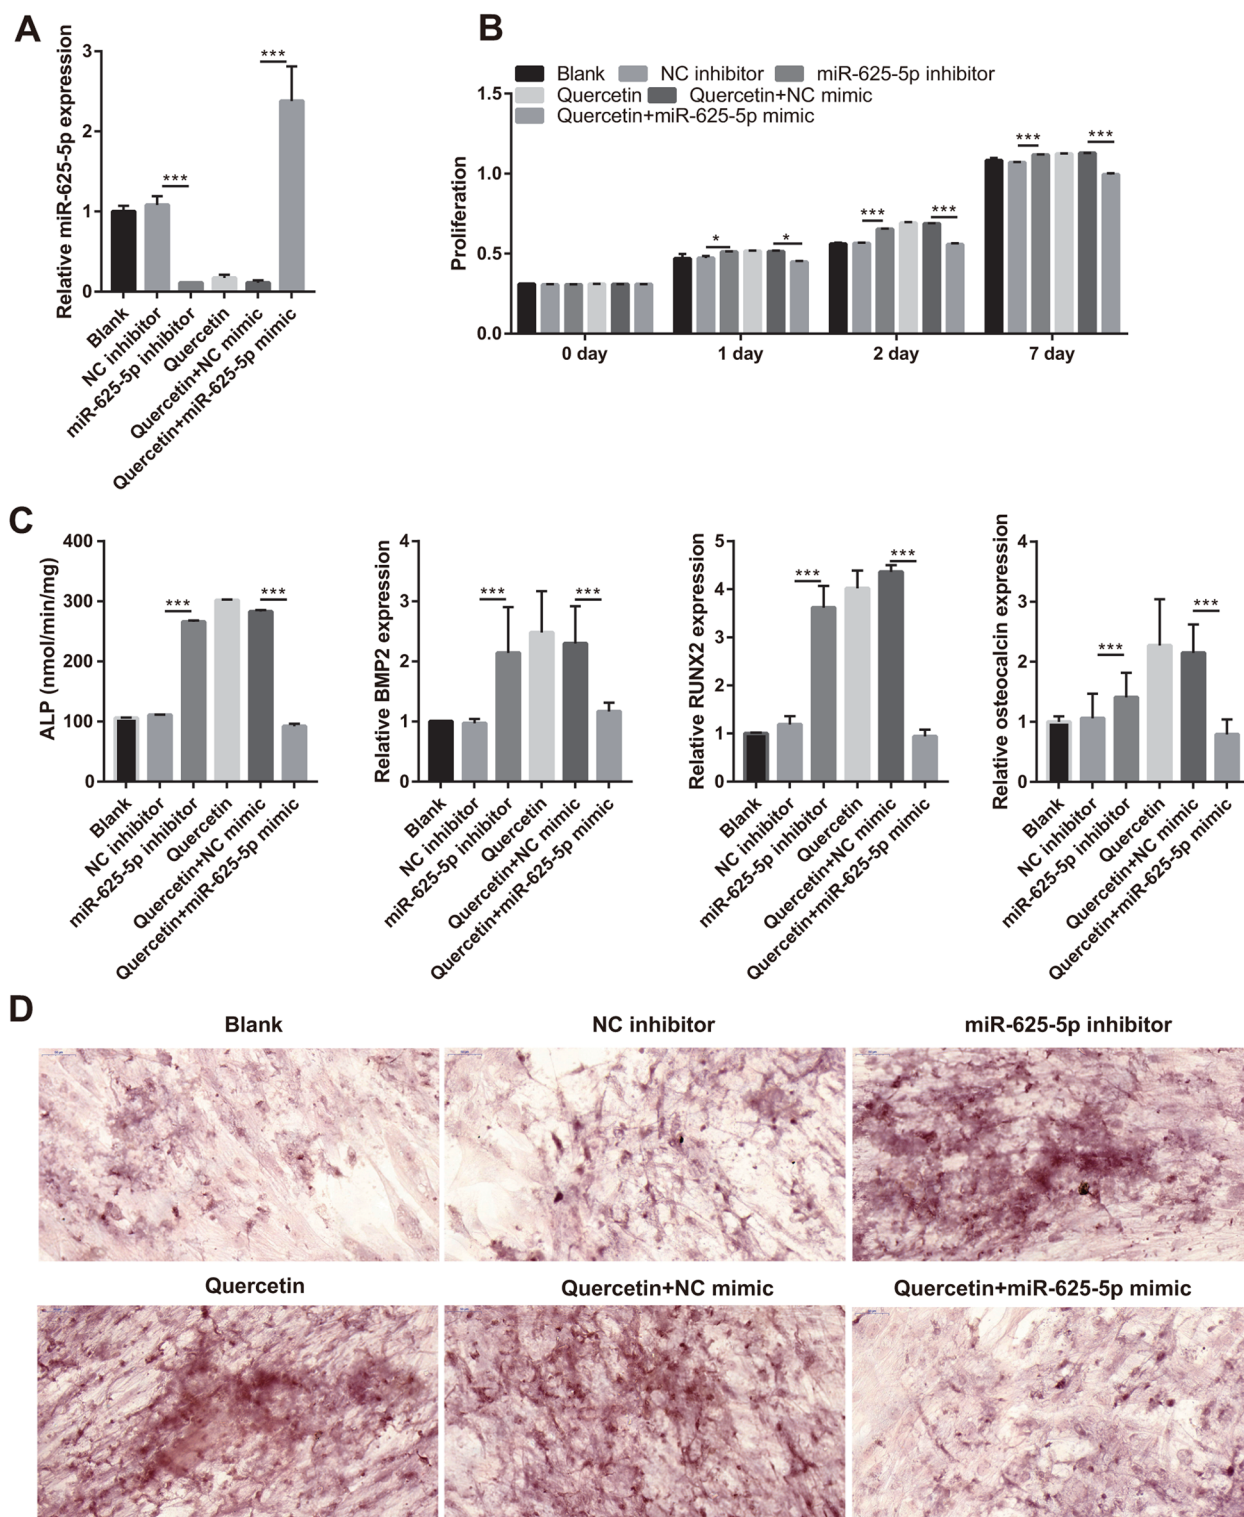 A
Relative miR-625-5p expression
3
2
1
0
***
***
Blank
NC inhibitor
miR-625-5p inhibitor
Quercetin
Quercetin+NC mimic
Quercetin+miR-625-5p mimic
B
Blank NC inhibitor miR-625-5p inhibitor
Quercetin Quercetin+NC mimic
Quercetin+miR-625-5p mimic
Proliferation
1.5
1.0
0.5
0.0
* *
*** ***
*** ***
0 day 1 day 2 day 7 day
C
ALP (nmol/min/mg)
400
300
200
100
0
*** ***
Blank
NC inhibitor
miR-625-5p inhibitor
Quercetin
Quercetin+NC mimic
Quercetin+miR-625-5p mimic
Relative BMP2 expression
4
3
2
1
0
*** ***
Blank
NC inhibitor
miR-625-5p inhibitor
Quercetin
Quercetin+NC mimic
Quercetin+miR-625-5p mimic
Relative RUNX2 expression
5
4
3
2
1
0
*** ***
Blank
NC inhibitor
miR-625-5p inhibitor
Quercetin
Quercetin+NC mimic
Quercetin+miR-625-5p mimic
Relative osteocalcin expression
4
3
2
1
0
*** ***
Blank
NC inhibitor
miR-625-5p inhibitor
Quercetin
Quercetin+NC mimic
Quercetin+miR-625-5p mimic
D
Blank NC inhibitor miR-625-5p inhibitor
Quercetin Quercetin+NC mimic Quercetin+miR-625-5p mimic